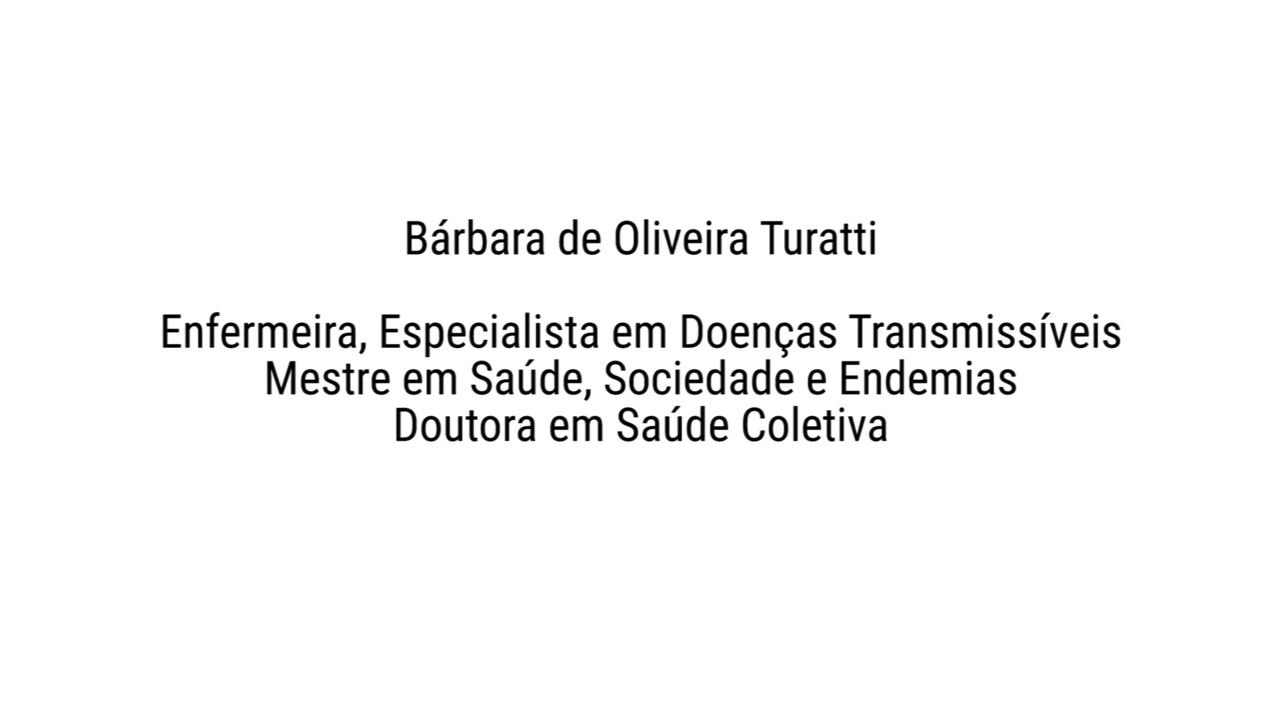 Bárbara de Oliveira Turatti
Enfermeira, Especialista em Doenças Transmissíveis
Mestre em Saúde, Sociedade e Endemias
Doutora em Saúde Coletiva